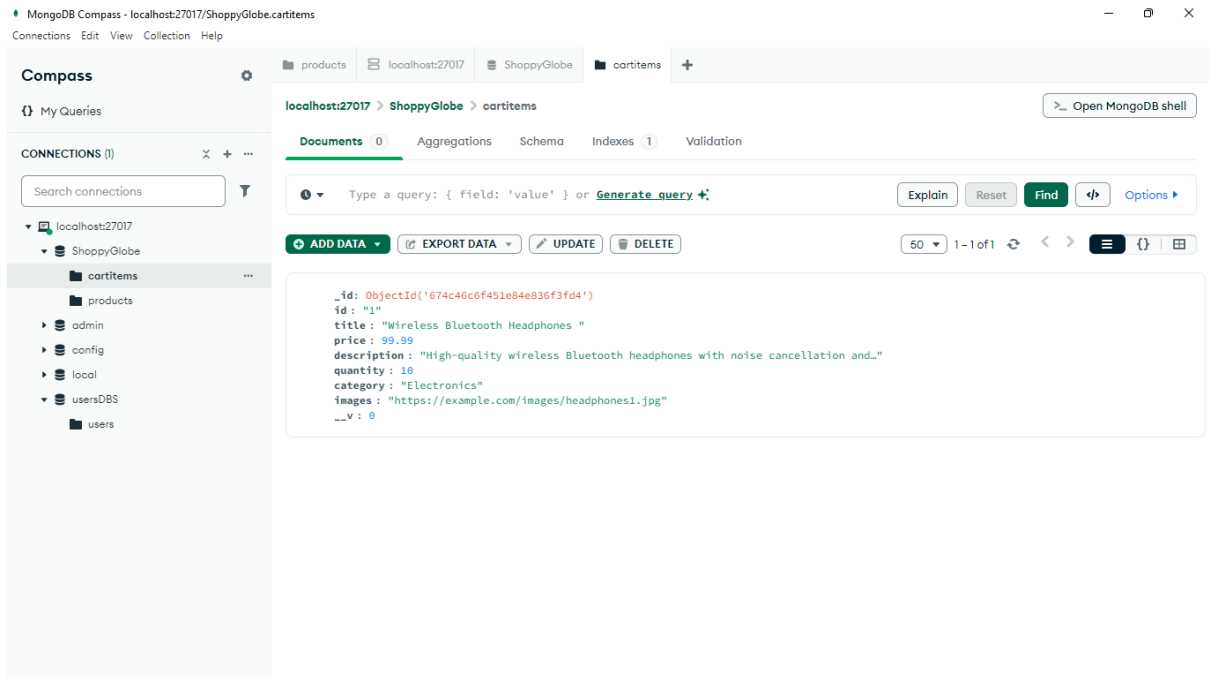 MongoDB Compass - localhost:27017/ShoppyGlobe.cartitems
Connections Edit View Collection Help
Compass
{} My Queries
CONNECTIONS (1)
Search connections
localhost:27017
ShoppyGlobe
cartitems
products
admin
config
local
usersDBS
users
products localhost:27017 ShoppyGlobe cartitems
localhost:27017 > ShoppyGlobe > cartitems
>_ Open MongoDB shell
Documents 0 Aggregations Schema Indexes 1 Validation
Type a query: { field: 'value' } or Generate query
Explain Reset Find </> Options
ADD DATA EXPORT DATA UPDATE DELETE
50 1–1 of 1 {}
_id: ObjectId('674c46c6f451e84e836f3fd4')
id : "1"
title : "Wireless Bluetooth Headphones "
price : 99.99
description : "High-quality wireless Bluetooth headphones with noise cancellation and…"
quantity : 10
category : "Electronics"
images : "https://example.com/images/headphones1.jpg"
__v : 0